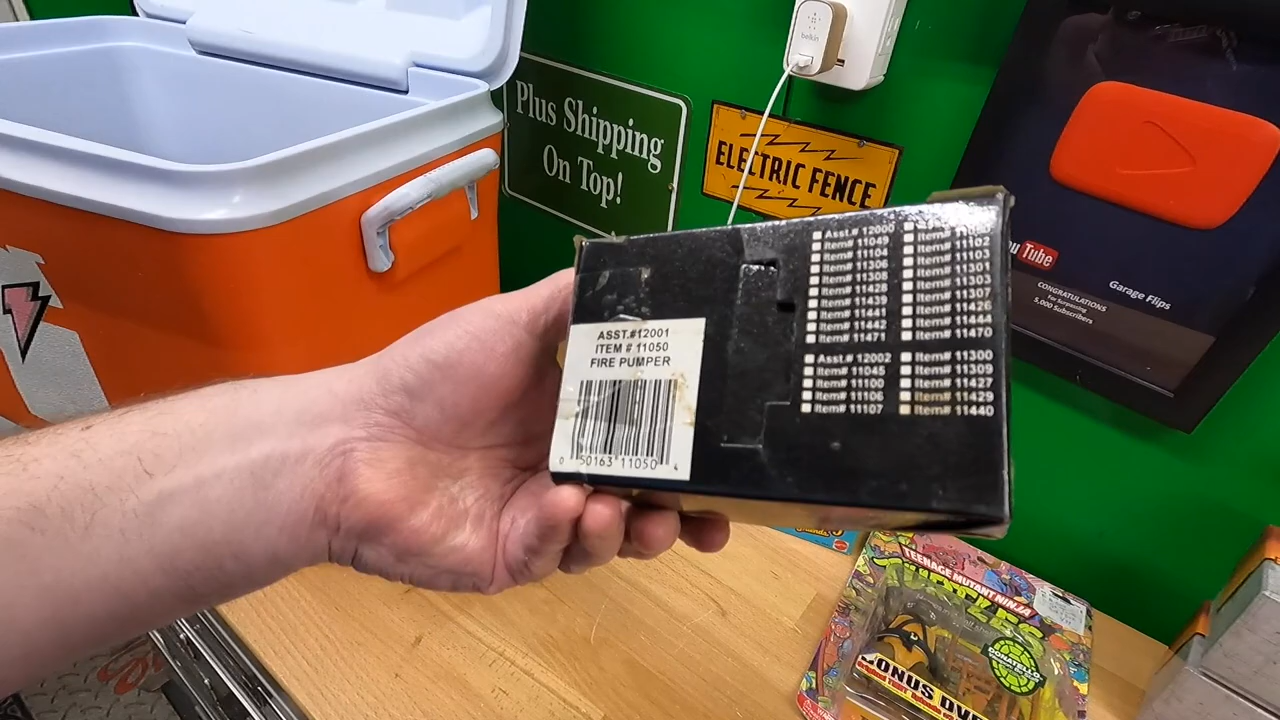 belkin
Plus Shipping
On Top!
ELECTRIC FENCE
YouTube
CONGRATULATIONS
For Surpassing
5,000 Subscribers
Garage Flips
ASST.#12001
ITEM # 11050
FIRE PUMPER
0 50163 11050 4
Asst.# 12000
Item# 11049
Item# 11104
Item# 11306
Item# 11308
Item# 11428
Item# 11439
Item# 11441
Item# 11442
Item# 11471
Item# 11102
Item# 11103
Item# 11301
Item# 11303
Item# 11307
Item# 11426
Item# 11444
Item# 11470
Asst.# 12002
Item# 11045
Item# 11100
Item# 11106
Item# 11107
Item# 11300
Item# 11309
Item# 11427
Item# 11429
Item# 11440
TEENAGE MUTANT NINJA
TURTLES
DONATELLO
BONUS DVD